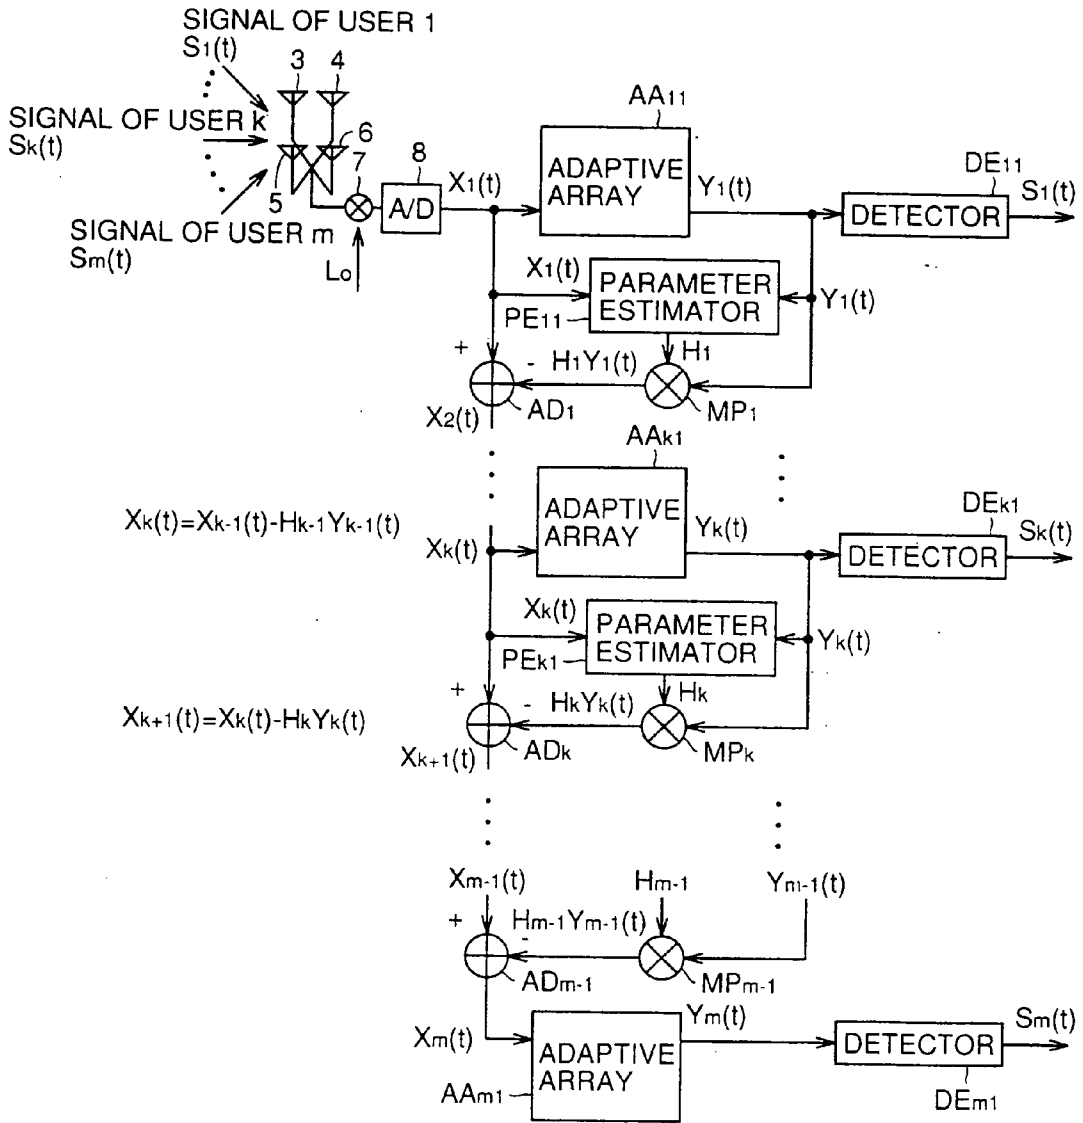 SIGNAL OF USER 1
S1(t)
3 4
SIGNAL OF USER k
Sk(t)
5 6 7 8
A/D
SIGNAL OF USER m
Sm(t)
Lo
X1(t)
AA11
ADAPTIVE
ARRAY
Y1(t)
DE11
DETECTOR
S1(t)
X1(t)
PARAMETER
ESTIMATOR
PE11
Y1(t)
H1
+
-
H1Y1(t)
AD1
MP1
X2(t)
AAk1
ADAPTIVE
ARRAY
Xk(t)=Xk-1(t)-Hk-1Yk-1(t)
Xk(t)
Yk(t)
DEk1
DETECTOR
Sk(t)
Xk(t)
PARAMETER
ESTIMATOR
PEk1
Yk(t)
Hk
+
-
HkYk(t)
Xk+1(t)=Xk(t)-HkYk(t)
ADk
MPk
Xk+1(t)
Xm-1(t)
Hm-1
Ym-1(t)
+
-
Hm-1Ym-1(t)
ADm-1
MPm-1
Xm(t)
ADAPTIVE
ARRAY
AAm1
Ym(t)
DETECTOR
DEm1
Sm(t)